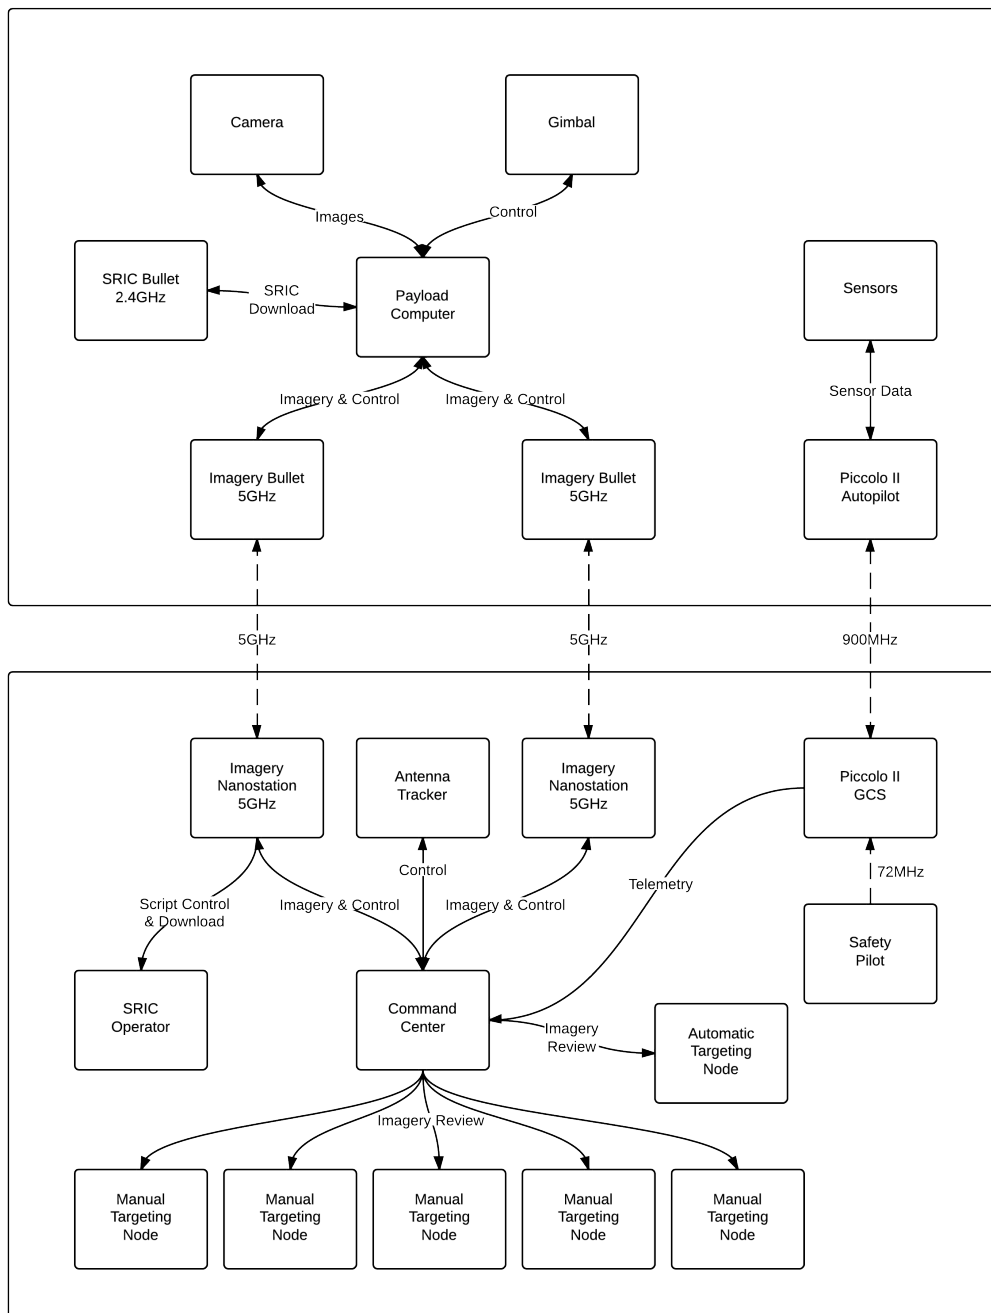 Camera
Gimbal
Images
Control
SRIC Bullet
2.4GHz
SRIC
Download
Payload
Computer
Sensors
Imagery & Control
Imagery & Control
Sensor Data
Imagery Bullet
5GHz
Imagery Bullet
5GHz
Piccolo II
Autopilot
5GHz
5GHz
900MHz
Imagery
Nanostation
5GHz
Antenna
Tracker
Imagery
Nanostation
5GHz
Piccolo II
GCS
Control
72MHz
Telemetry
Script Control
& Download
Imagery & Control
Imagery & Control
Safety
Pilot
SRIC
Operator
Command
Center
Imagery
Review
Automatic
Targeting
Node
Imagery Review
Manual
Targeting
Node
Manual
Targeting
Node
Manual
Targeting
Node
Manual
Targeting
Node
Manual
Targeting
Node